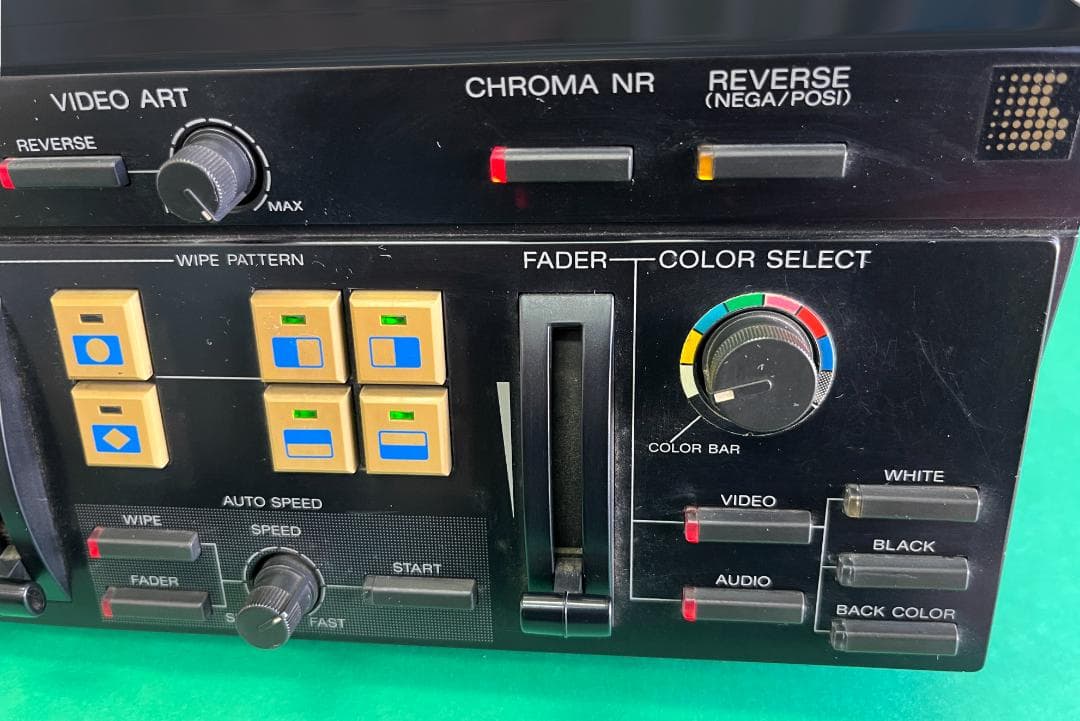 VIDEO ART
CHROMA NR
REVERSE
(NEGA/POSI)
REVERSE
MAX
WIPE PATTERN
FADER
COLOR SELECT
COLOR BAR
AUTO SPEED
WIPE
SPEED
FADER
START
FAST
VIDEO
AUDIO
WHITE
BLACK
BACK COLOR